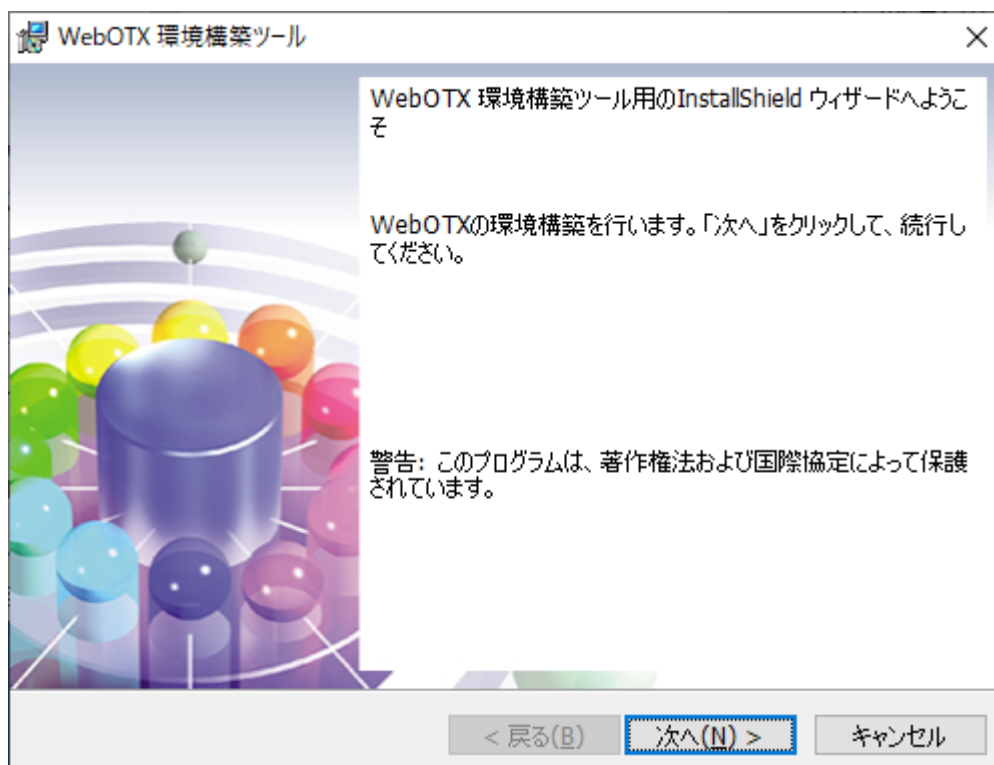 WebOTX 環境構築ツール
WebOTX 環境構築ツール用のInstallShield ウィザードへようこ
そ
WebOTXの環境構築を行います。「次へ」をクリックして、続行し
てください。
警告: このプログラムは、著作権法および国際協定によって保護
されています。
< 戻る(B)
次へ(N) >
キャンセル